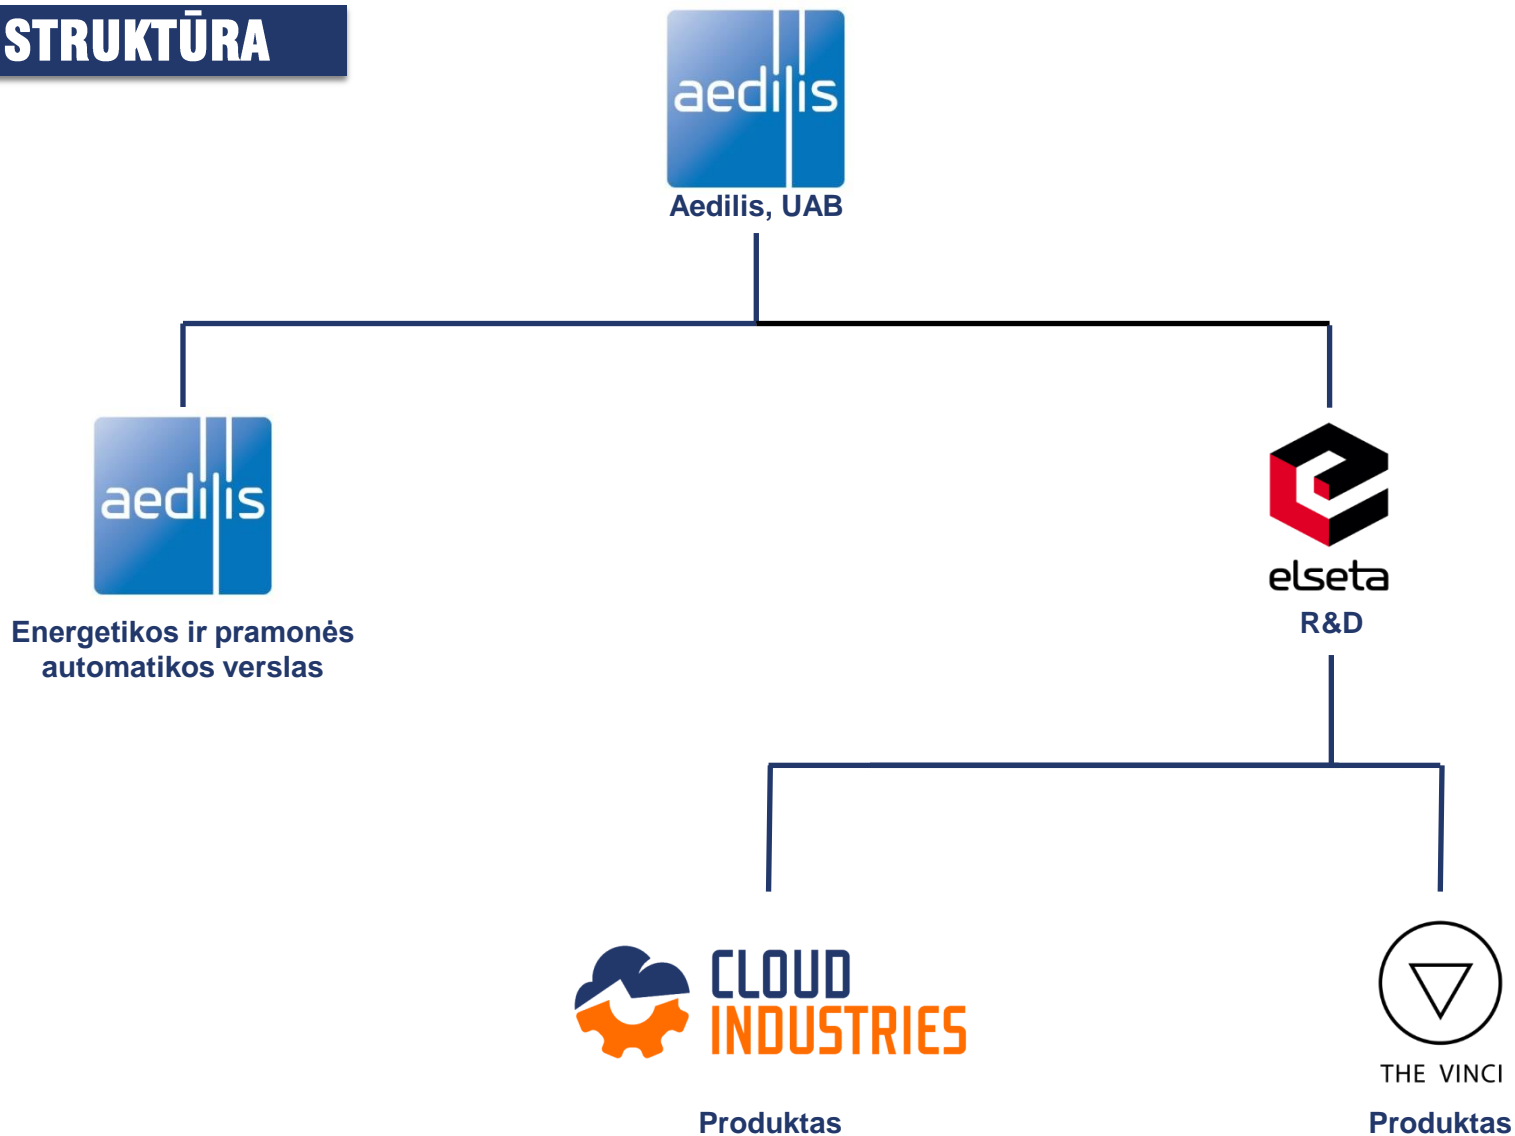 STRUKTŪRA
aedilis
Aedilis, UAB
aedilis
Energetikos ir pramonės
automatikos verslas
elseta
R&D
CLOUD
INDUSTRIES
Produktas
THE VINCI
Produktas